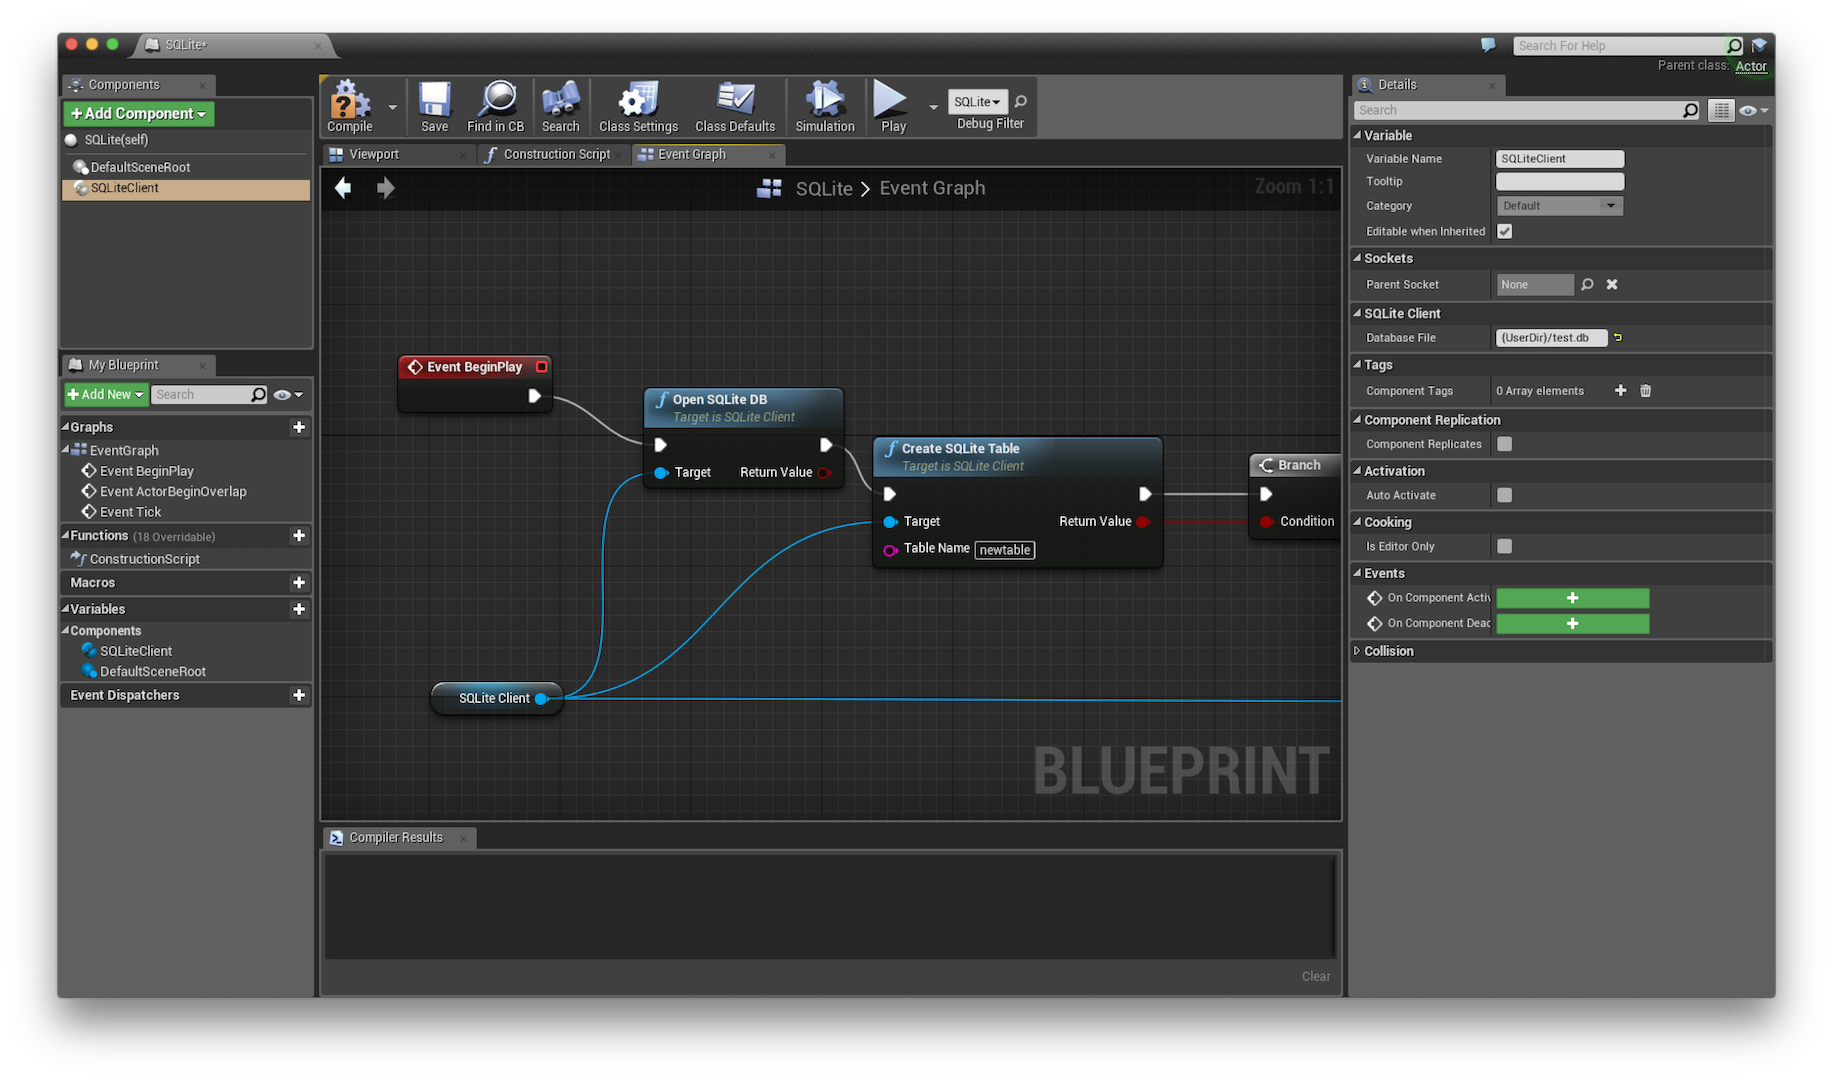 SQLite•
Search For Help
Parent class: Actor
Components
+Add Component
SQLite(self)
DefaultSceneRoot
SQLiteClient
My Blueprint
+Add New
Search
Graphs
EventGraph
Event BeginPlay
Event ActorBeginOverlap
Event Tick
Functions (18 Overridable)
ConstructionScript
Macros
Variables
Components
SQLiteClient
DefaultSceneRoot
Event Dispatchers
Compile
Save
Find in CB
Search
Class Settings
Class Defaults
Simulation
Play
SQLite
Debug Filter
Viewport
Construction Script
Event Graph
SQLite > Event Graph
Zoom 1:1
Event BeginPlay
Open SQLite DB
Target is SQLite Client
Target
Return Value
Create SQLite Table
Target is SQLite Client
Target
Return Value
Table Name newtable
Branch
Condition
SQLite Client
BLUEPRINT
Compiler Results
Clear
Details
Search
Variable
Variable Name SQLiteClient
Tooltip
Category Default
Editable when Inherited
Sockets
Parent Socket None
SQLite Client
Database File {UserDir}/test.db
Tags
Component Tags 0 Array elements
Component Replication
Component Replicates
Activation
Auto Activate
Cooking
Is Editor Only
Events
On Component Activ
On Component Deac
Collision